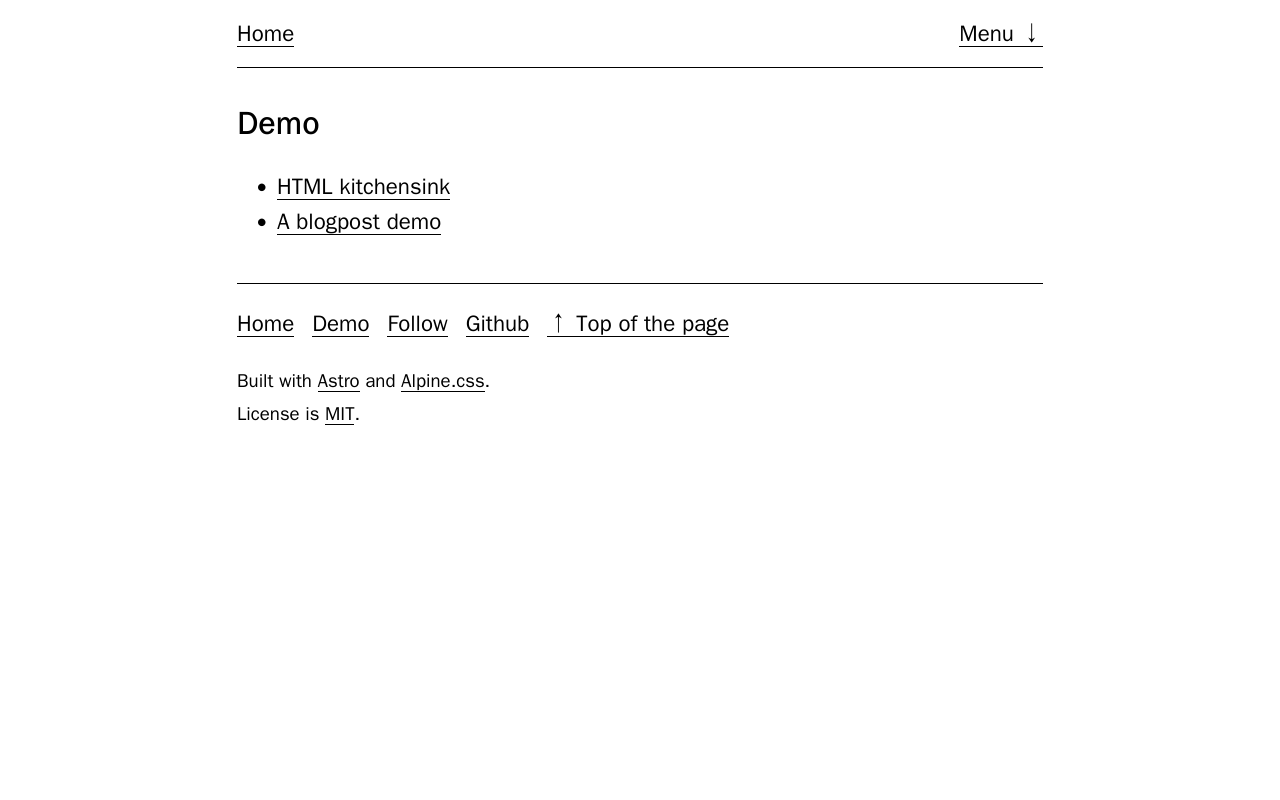 Home Menu ↓
Demo
• HTML kitchensink
• A blogpost demo
Home Demo Follow Github ↑ Top of the page
Built with Astro and Alpine.css.
License is MIT.